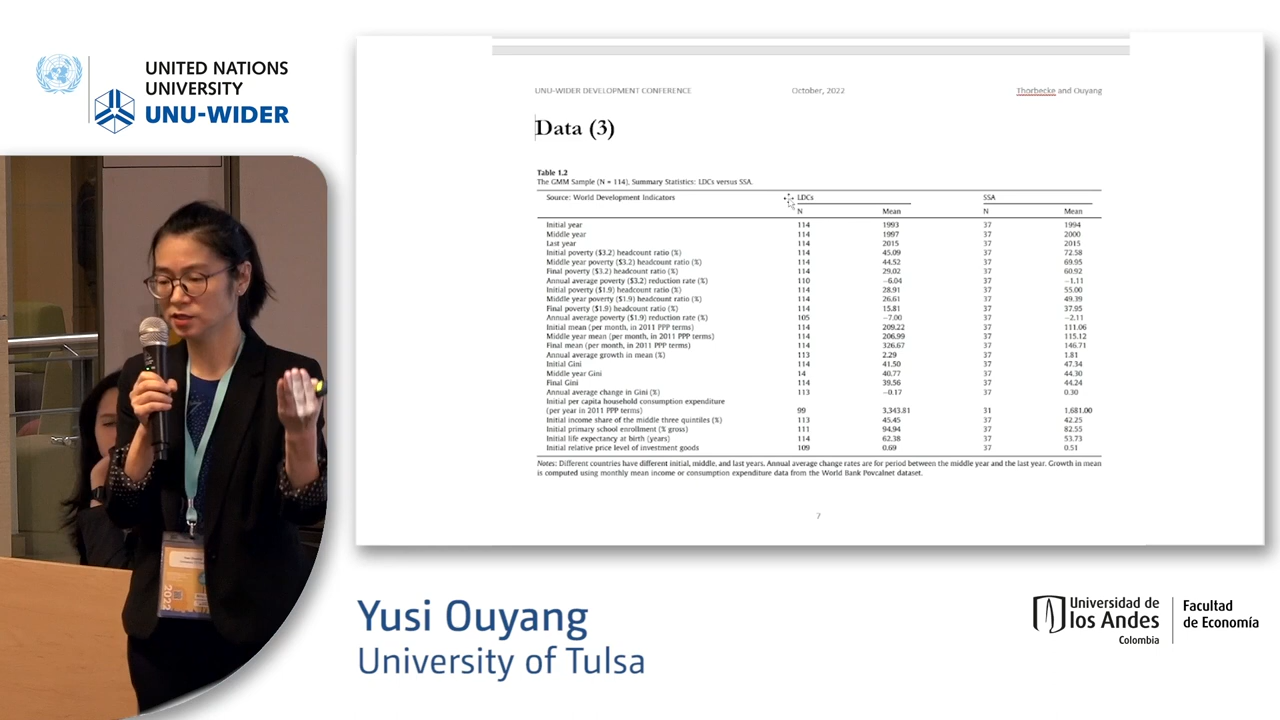 UNITED NATIONS
UNIVERSITY
UNU-WIDER
UNU-WIDER DEVELOPMENT CONFERENCE October, 2022 Thorbecke and Ouyang
Data (3)
Table 1.2
The GMM Sample (N = 114), Summary Statistics: LDCs versus SSA.
Source: World Development Indicators LDCs SSA
N Mean N Mean
Initial year 114 1993 37 1994
Middle year 114 1997 37 2000
Last year 114 2015 37 2015
Initial poverty ($3.2) headcount ratio (%) 114 45.09 37 72.58
Middle year poverty ($3.2) headcount ratio (%) 114 44.52 37 69.95
Final poverty ($3.2) headcount ratio (%) 114 29.02 37 60.92
Annual average poverty ($3.2) reduction rate (%) 110 −6.04 37 −1.11
Initial poverty ($1.9) headcount ratio (%) 114 28.91 37 55.00
Middle year poverty ($1.9) headcount ratio (%) 114 26.61 37 49.39
Final poverty ($1.9) headcount ratio (%) 114 15.81 37 37.95
Annual average poverty ($1.9) reduction rate (%) 105 −7.00 37 −2.11
Initial mean (per month, in 2011 PPP terms) 114 209.22 37 111.06
Middle year mean (per month, in 2011 PPP terms) 114 206.99 37 115.12
Final mean (per month, in 2011 PPP terms) 114 326.67 37 146.71
Annual average growth in mean (%) 113 2.29 37 1.81
Initial Gini 114 41.50 37 47.34
Middle year Gini 14 40.77 37 44.30
Final Gini 114 39.56 37 44.24
Annual average change in Gini (%) 113 −0.17 37 0.30
Initial per capita household consumption expenditure
(per year in 2011 PPP terms) 99 3,343.81 31 1,681.00
Initial income share of the middle three quintiles (%) 113 45.45 37 42.25
Initial primary school enrollment (% gross) 111 94.94 37 82.55
Initial life expectancy at birth (years) 114 62.38 37 53.73
Initial relative price level of investment goods 109 0.69 37 0.51
Notes: Different countries have different initial, middle, and last years. Annual average change rates are for period between the middle year and the last year. Growth in mean
is computed using monthly mean income or consumption expenditure data from the World Bank Povcalnet dataset.
7
2022
Yusi Ouyang
University of Tulsa
Universidad de
los Andes
Colombia
Facultad
de Economía